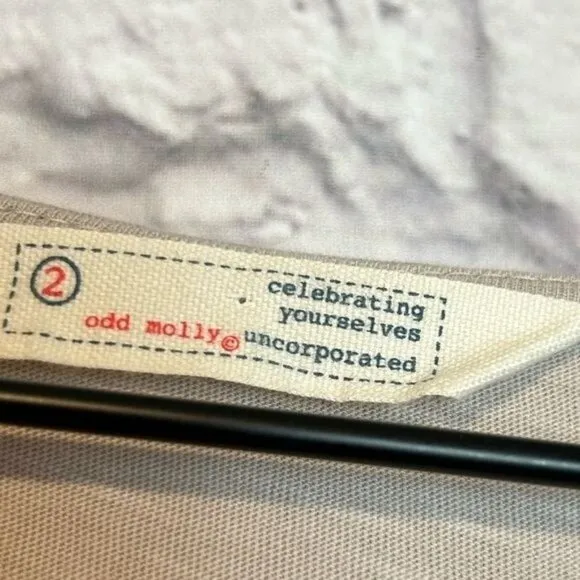 2
celebrating
yourselves
odd molly© uncorporated